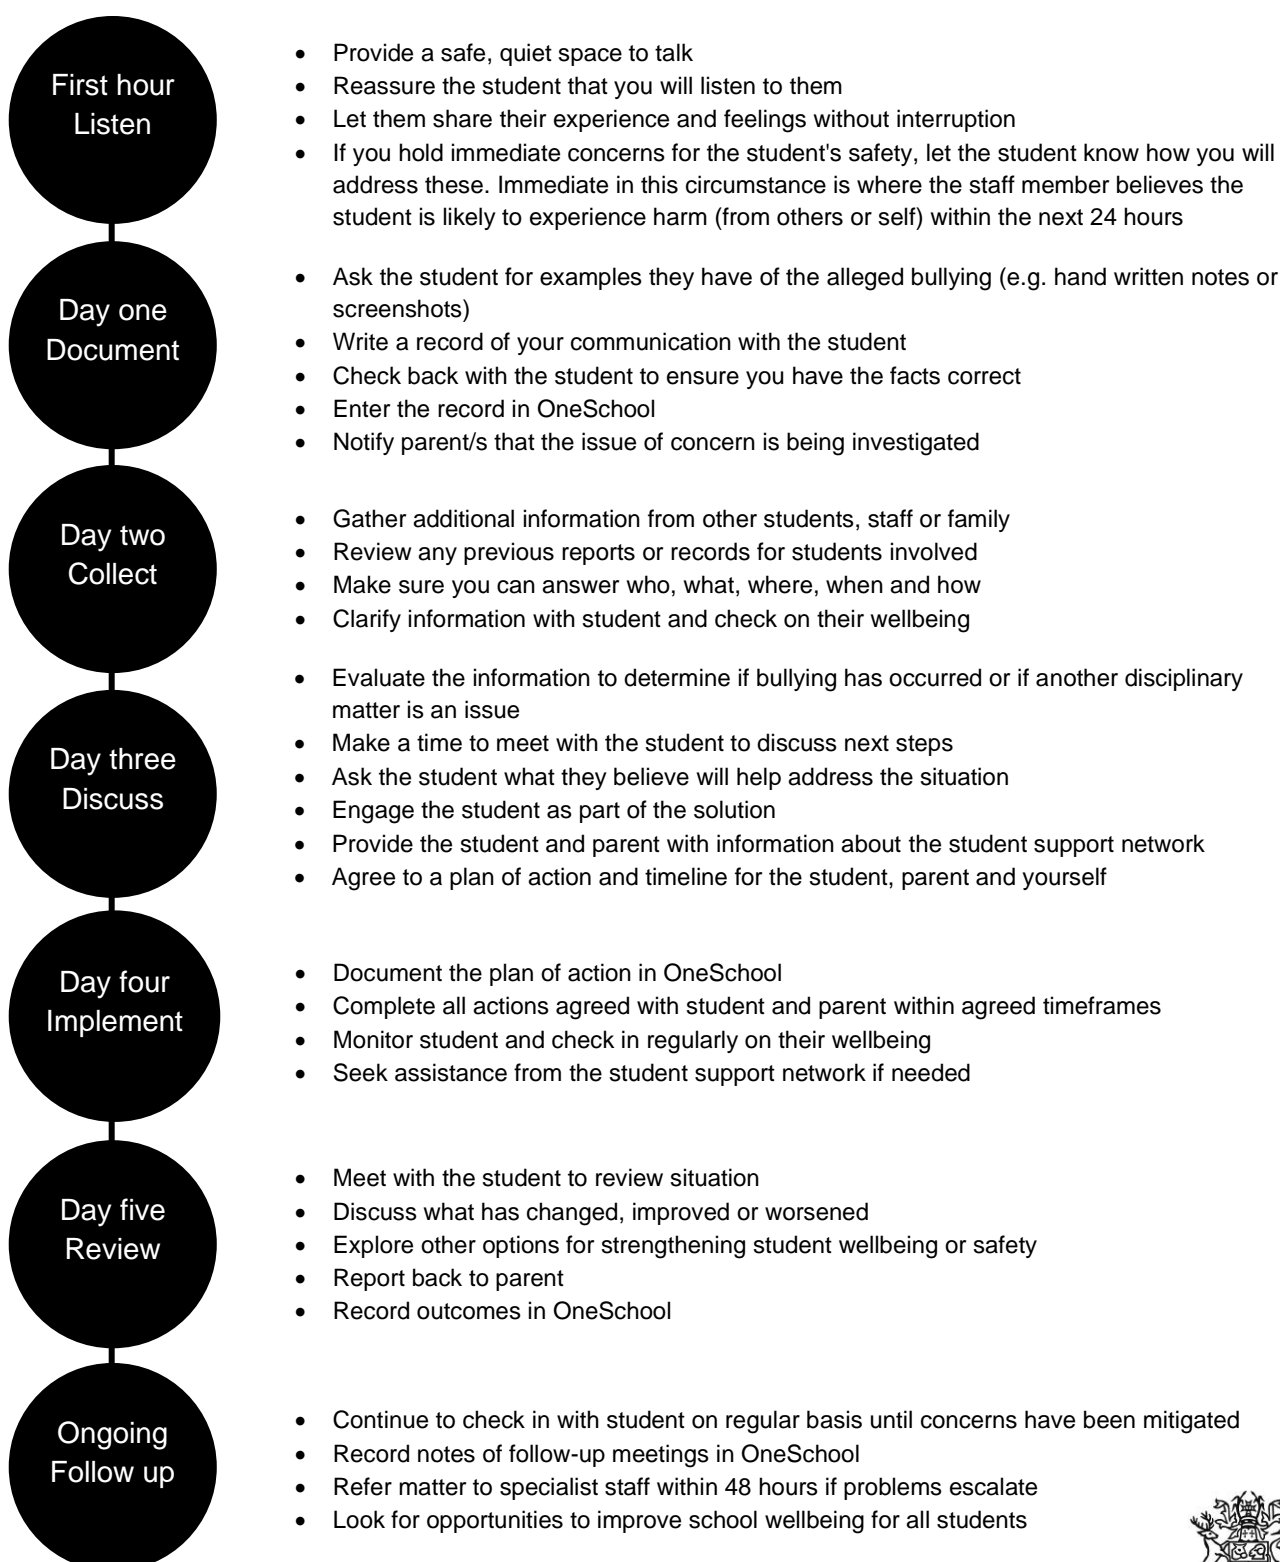 First hour
Listen
• Provide a safe, quiet space to talk
• Reassure the student that you will listen to them
• Let them share their experience and feelings without interruption
• If you hold immediate concerns for the student's safety, let the student know how you will
address these. Immediate in this circumstance is where the staff member believes the
student is likely to experience harm (from others or self) within the next 24 hours
Day one
Document
• Ask the student for examples they have of the alleged bullying (e.g. hand written notes or
screenshots)
• Write a record of your communication with the student
• Check back with the student to ensure you have the facts correct
• Enter the record in OneSchool
• Notify parent/s that the issue of concern is being investigated
Day two
Collect
• Gather additional information from other students, staff or family
• Review any previous reports or records for students involved
• Make sure you can answer who, what, where, when and how
• Clarify information with student and check on their wellbeing
Day three
Discuss
• Evaluate the information to determine if bullying has occurred or if another disciplinary
matter is an issue
• Make a time to meet with the student to discuss next steps
• Ask the student what they believe will help address the situation
• Engage the student as part of the solution
• Provide the student and parent with information about the student support network
• Agree to a plan of action and timeline for the student, parent and yourself
Day four
Implement
• Document the plan of action in OneSchool
• Complete all actions agreed with student and parent within agreed timeframes
• Monitor student and check in regularly on their wellbeing
• Seek assistance from the student support network if needed
Day five
Review
• Meet with the student to review situation
• Discuss what has changed, improved or worsened
• Explore other options for strengthening student wellbeing or safety
• Report back to parent
• Record outcomes in OneSchool
Ongoing
Follow up
• Continue to check in with student on regular basis until concerns have been mitigated
• Record notes of follow-up meetings in OneSchool
• Refer matter to specialist staff within 48 hours if problems escalate
• Look for opportunities to improve school wellbeing for all students